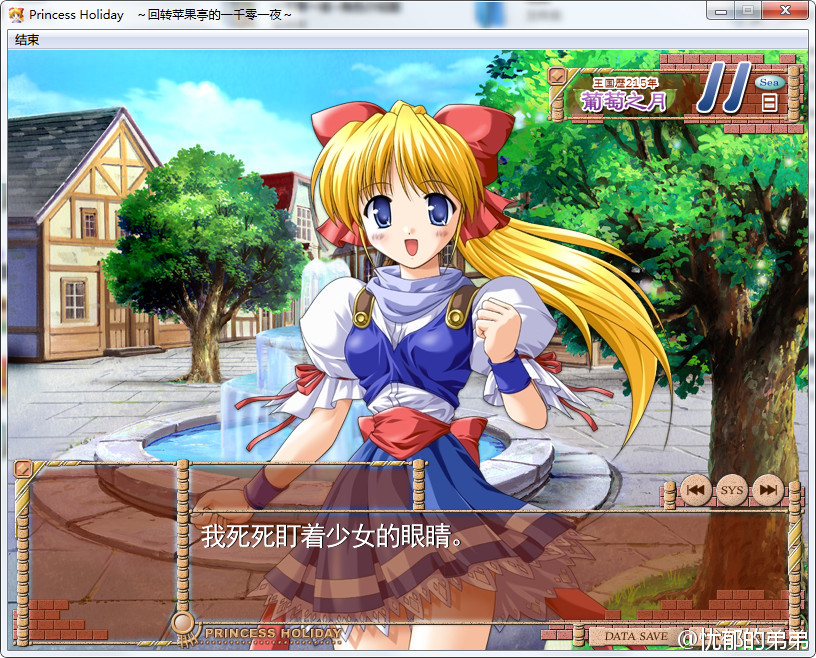 Princess Holiday ～回转苹果亭的一千零一夜～
结束
王国歴215年
葡萄之月
11
Sea
日
SYS
我死死盯着少女的眼睛。
PRINCESS HOLIDAY
DATA SAVE
@忧郁的弟弟